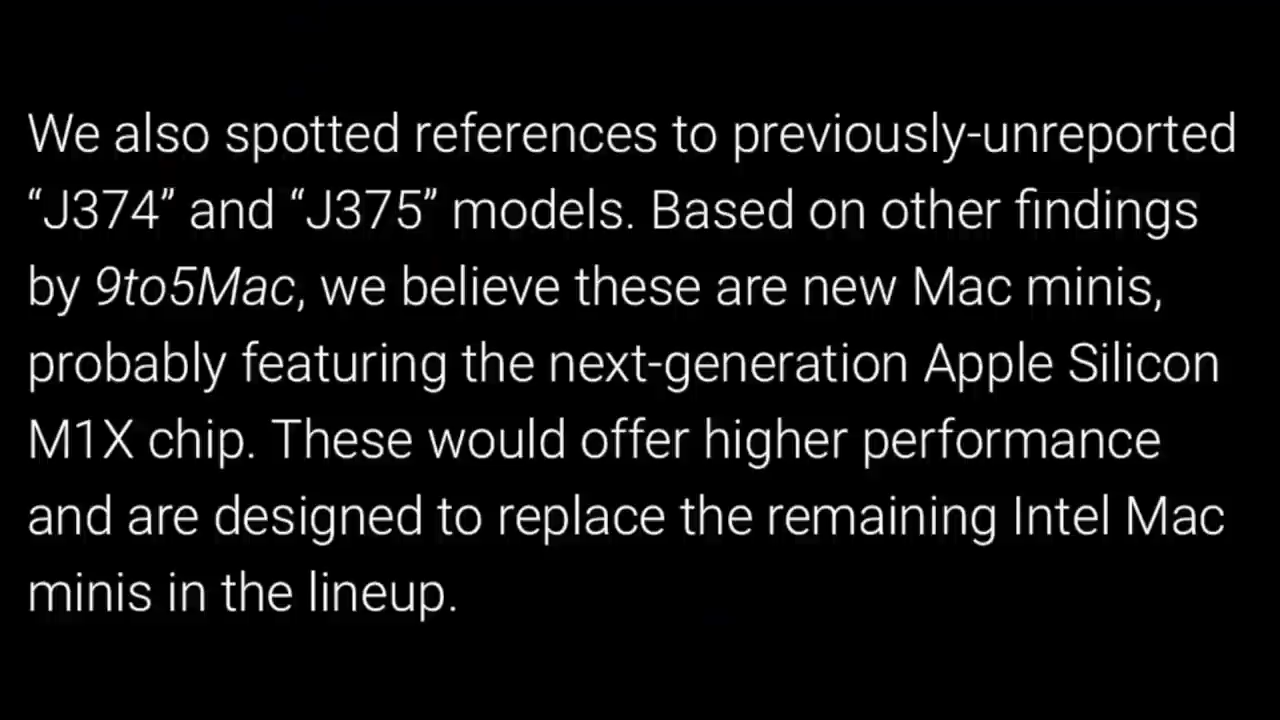 We also spotted references to previously-unreported
“J374” and “J375” models. Based on other findings
by 9to5Mac, we believe these are new Mac minis,
probably featuring the next-generation Apple Silicon
M1X chip. These would offer higher performance
and are designed to replace the remaining Intel Mac
minis in the lineup.